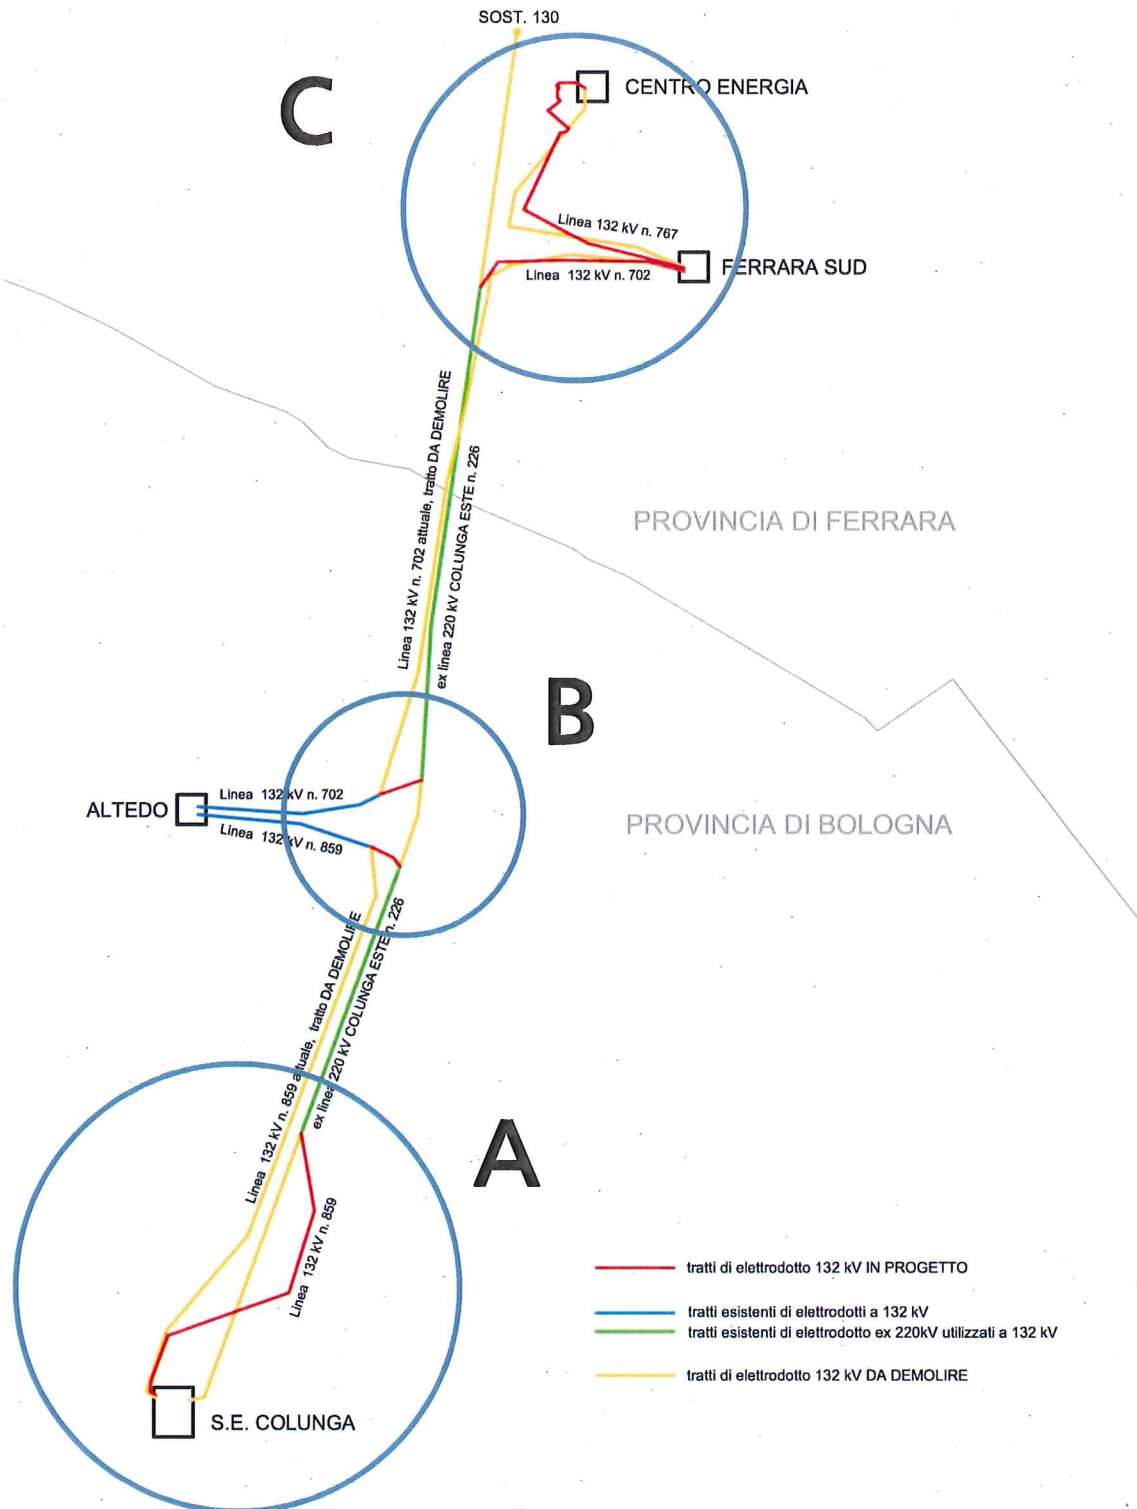 SOST. 130
C
CENTRO ENERGIA
Linea 132 kV n. 767
FERRARA SUD
Linea 132 kV n. 702
Linea 132 kV n. 702 attuale, tratto DA DEMOLIRE
ex linea 220 kV COLUNGA ESTE n. 226
PROVINCIA DI FERRARA
B
Linea 132 kV n. 702
ALTEDO
Linea 132 kV n. 859
PROVINCIA DI BOLOGNA
Linea 132 kV n. 859 attuale, tratto DA DEMOLIRE
ex linea 220 kV COLUNGA ESTE n. 226
A
Linea 132 kV n. 859
tratti di elettrodotto 132 kV IN PROGETTO
tratti esistenti di elettrodotti a 132 kV
tratti esistenti di elettrodotto ex 220kV utilizzati a 132 kV
tratti di elettrodotto 132 kV DA DEMOLIRE
S.E. COLUNGA